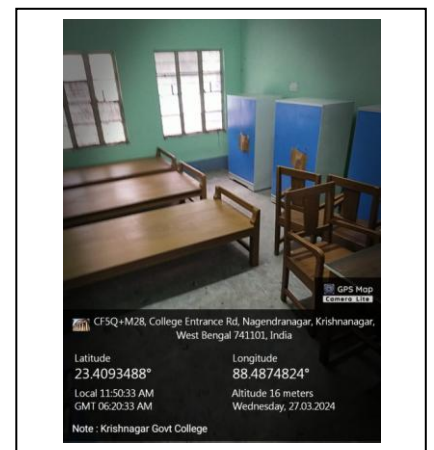 GPS Map
Camera Lite
CF5Q+M28, College Entrance Rd, Nagendranagar, Krishnanagar,
West Bengal 741101, India
Latitude
23.4093488°
Longitude
88.4874824°
Local 11:50:33 AM
GMT 06:20:33 AM
Altitude 16 meters
Wednesday, 27.03.2024
Note : Krishnagar Govt College